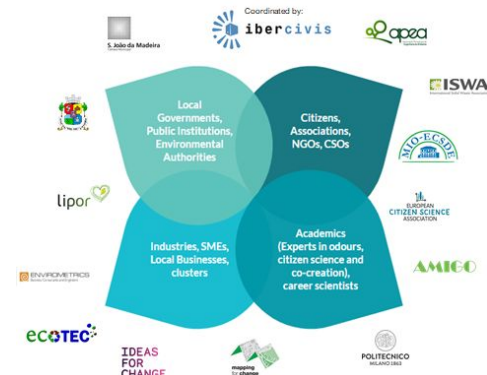 Coordinated by:
ibercivis
S. João da Madeira
apea
ISWA
Local
Governments,
Public Institutions,
Environmental
Authorities
Citizens,
Associations,
NGOs, CSOs
MIO-ECSDE
lipor
EUROPEAN
CITIZEN SCIENCE
ASSOCIATION
Industries, SMEs,
Local Businesses,
clusters
Academics
(Experts in odours,
citizen science and
co-creation),
career scientists
AMIGO
ENVIROMETRICS
ecoTEC
IDEAS
FOR
CHANGE
mapping
for change
POLITECNICO
MILANO 1863